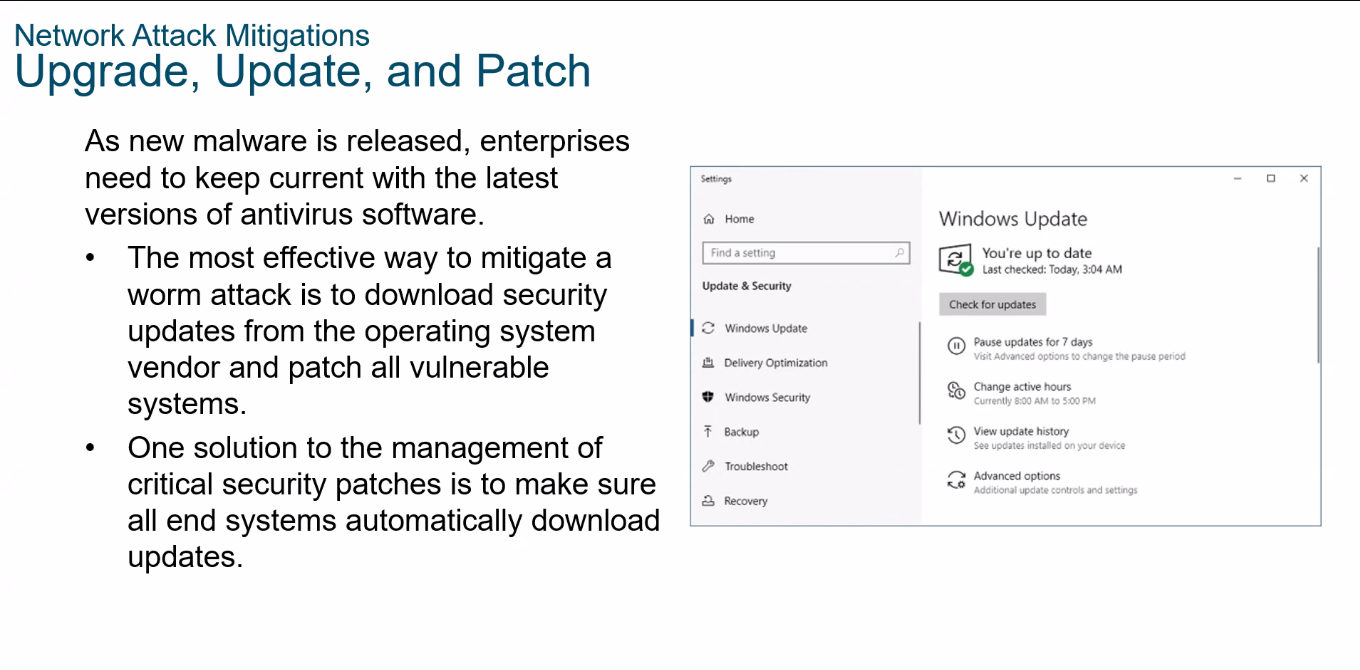 Network Attack Mitigations
Upgrade, Update, and Patch
As new malware is released, enterprises
need to keep current with the latest
versions of antivirus software.
• The most effective way to mitigate a
worm attack is to download security
updates from the operating system
vendor and patch all vulnerable
systems.
• One solution to the management of
critical security patches is to make sure
all end systems automatically download
updates.
Settings
Home
Find a setting
Update & Security
Windows Update
Delivery Optimization
Windows Security
Backup
Troubleshoot
Recovery
Windows Update
You're up to date
Last checked: Today, 3:04 AM
Check for updates
Pause updates for 7 days
Visit Advanced options to change the pause period
Change active hours
Currently 8:00 AM to 5:00 PM
View update history
See updates installed on your device
Advanced options
Additional update controls and settings